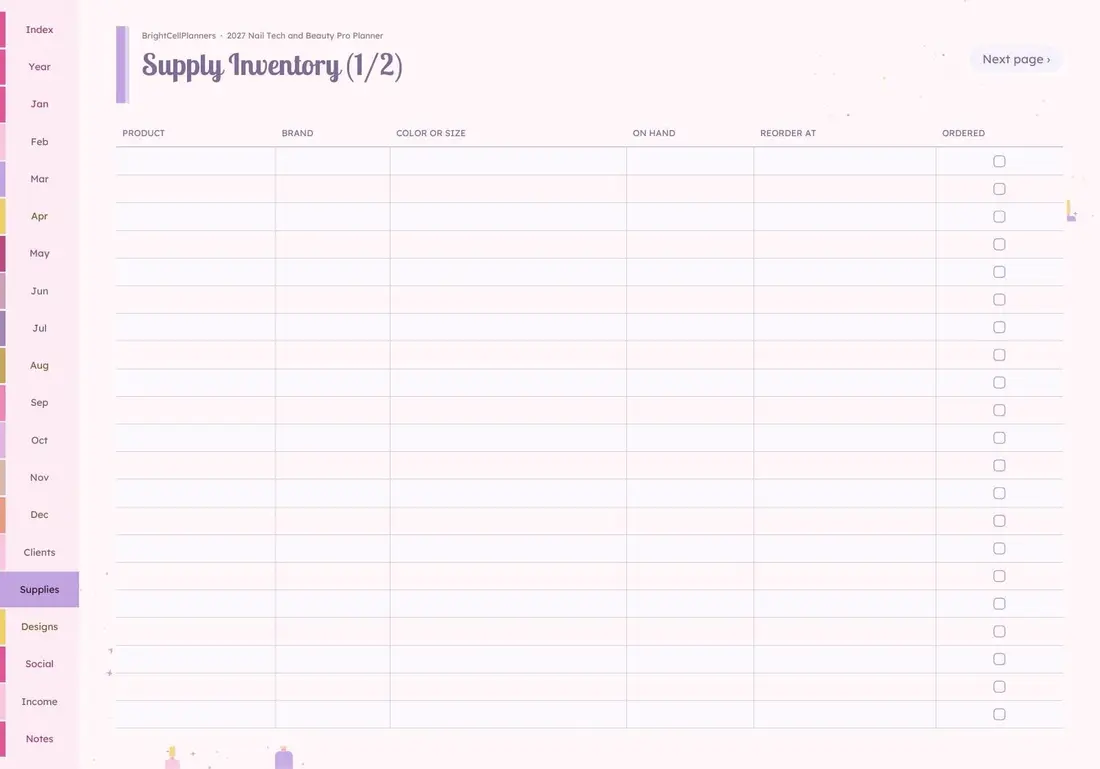 Index
Year
Jan
Feb
Mar
Apr
May
Jun
Jul
Aug
Sep
Oct
Nov
Dec
Clients
Supplies
Designs
Social
Income
Notes
BrightCellPlanners - 2027 Nail Tech and Beauty Pro Planner
Supply Inventory (1/2)
Next page ›
PRODUCT BRAND COLOR OR SIZE ON HAND REORDER AT ORDERED